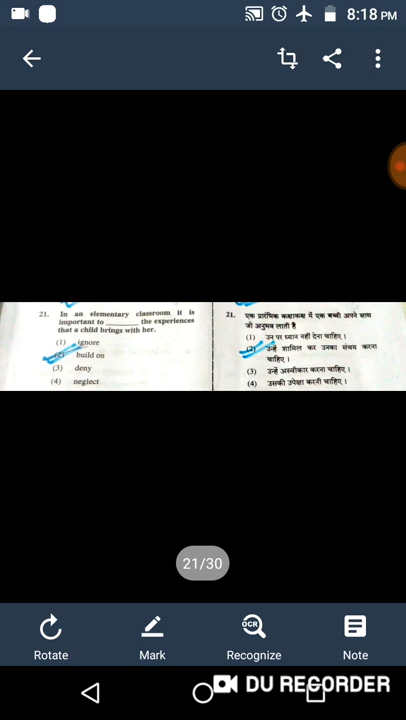 8:18 PM
21. In an elementary classroom it is
important to ________ the experiences
that a child brings with her.
(1) ignore
(2) build on
(3) deny
(4) neglect
21. एक प्रारंभिक कक्षाकक्ष में एक बच्ची अपने साथ
जो अनुभव लाती है
(1) उन पर ध्यान नहीं देना चाहिए।
(2) उन्हें शामिल कर उनका संचय करना
चाहिए।
(3) उन्हें अस्वीकार करना चाहिए।
(4) उसकी उपेक्षा करनी चाहिए।
21/30
OCR
Rotate Mark Recognize Note
DU RECORDER